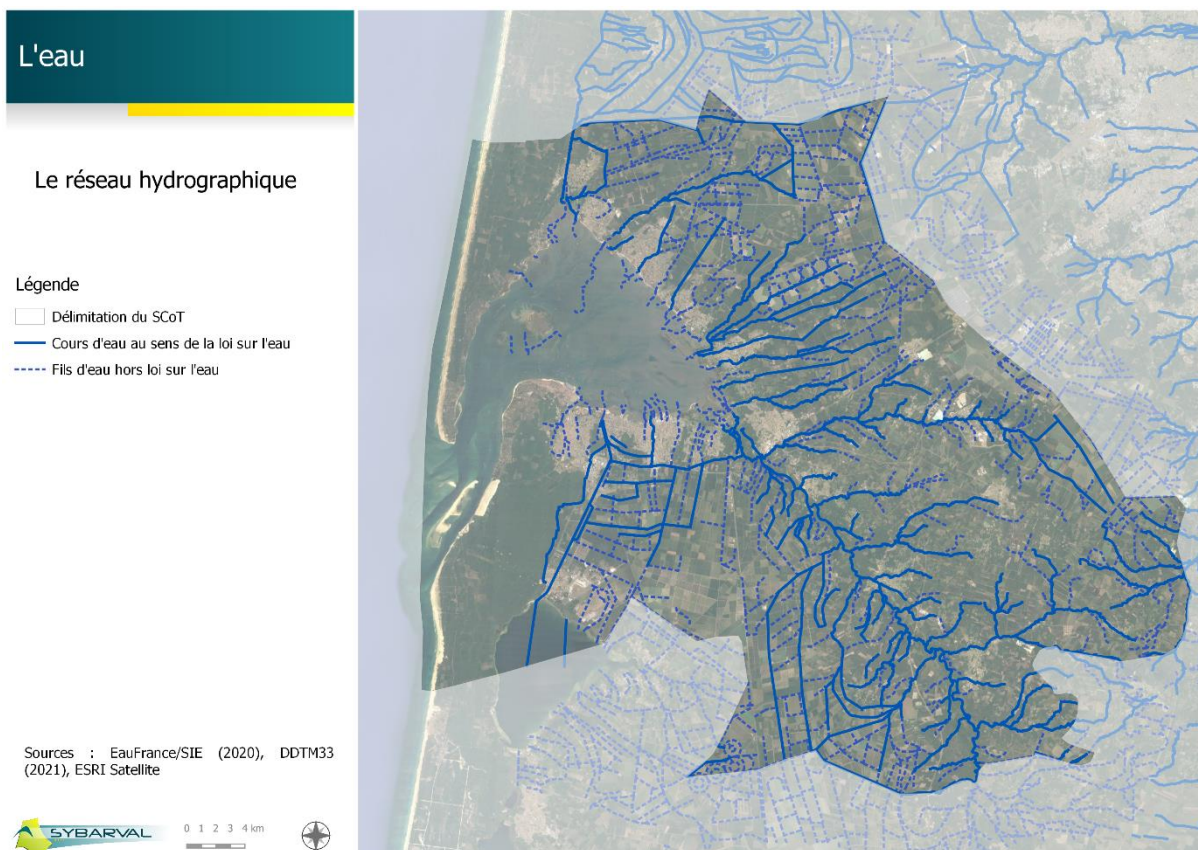 L'eau
Le réseau hydrographique
Légende
Délimitation du SCoT
Cours d'eau au sens de la loi sur l'eau
Fils d'eau hors loi sur l'eau
Sources : EauFrance/SIE (2020), DDTM33
(2021), ESRI Satellite
SYBARVAL
0 1 2 3 4 km